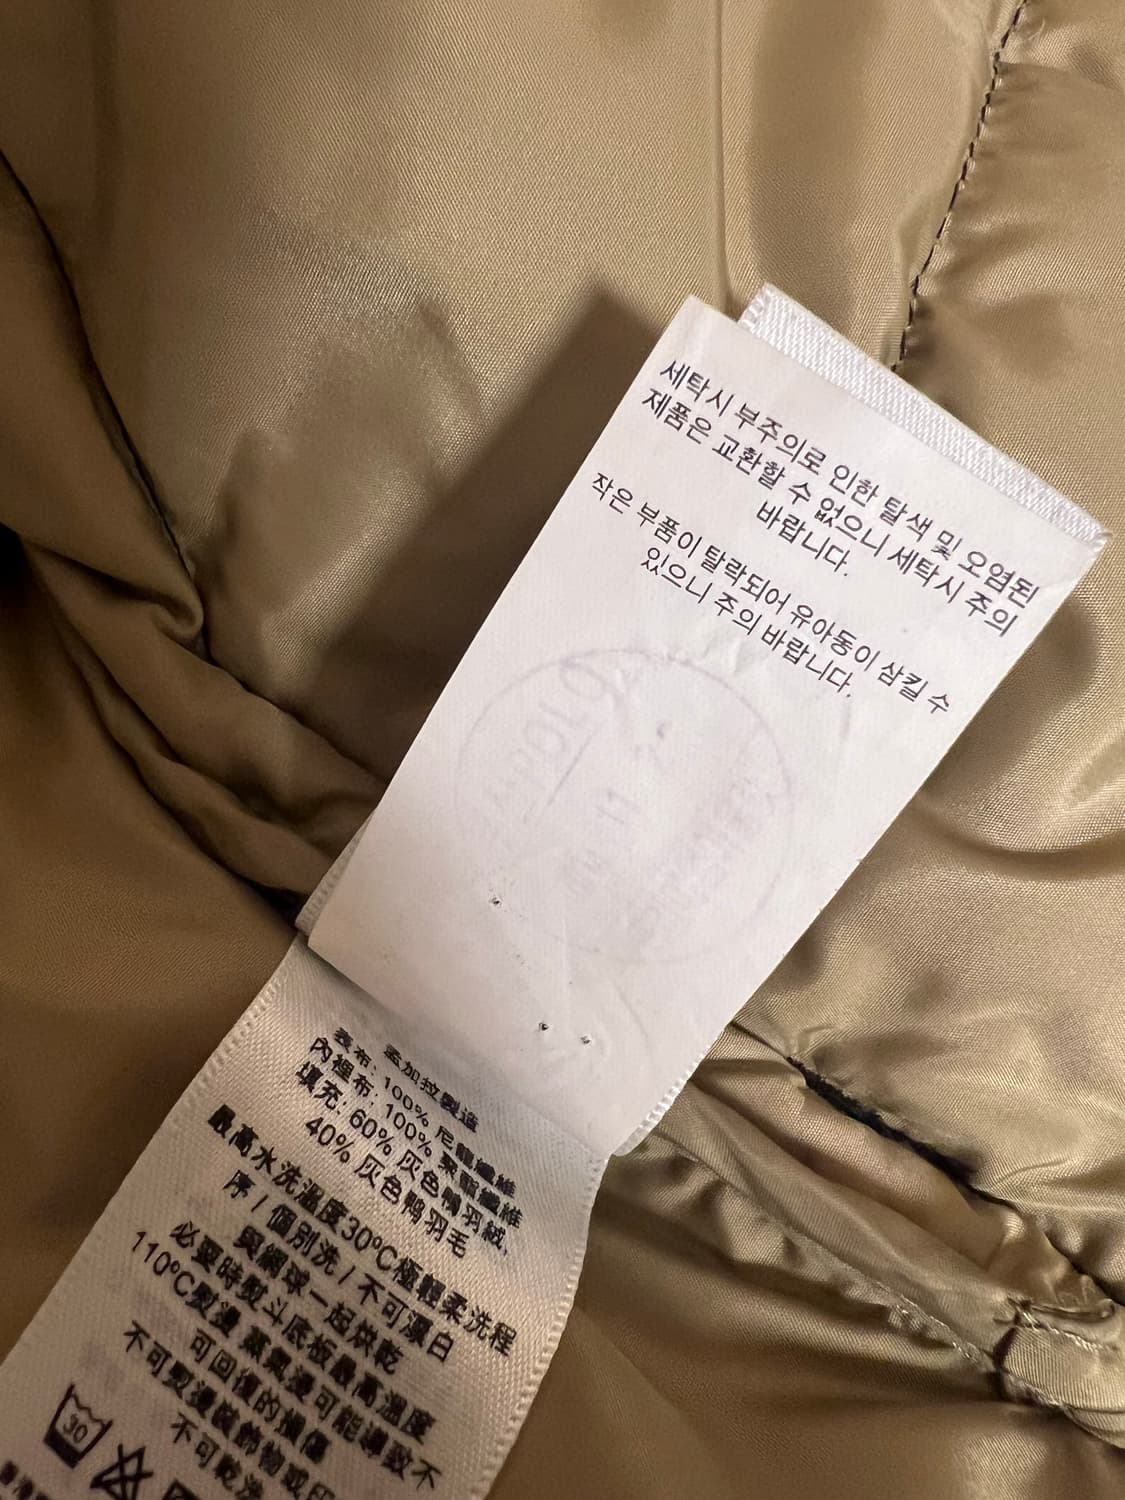 세탁시 부주의로 인한 탈색 및 오염된
제품은 교환할 수 없으니 세탁시 주의
바랍니다.
작은 부품이 탈락되어 유아동이 삼킬 수
있으니 주의 바랍니다.
孟加拉製造
表布: 100% 尼龍纖維
內裡布: 100% 聚酯纖維
填充: 60% 灰色鴨羽絨,
40% 灰色鴨羽毛
最高水洗溫度30°C極輕柔洗程
序 / 個別洗 / 不可漂白
與網球一起烘乾
必要時熨斗底板最高溫度
110°C熨燙 蒸氣燙可能導致不
可回復的損傷
不可熨燙裝飾物或印
不可乾洗
30